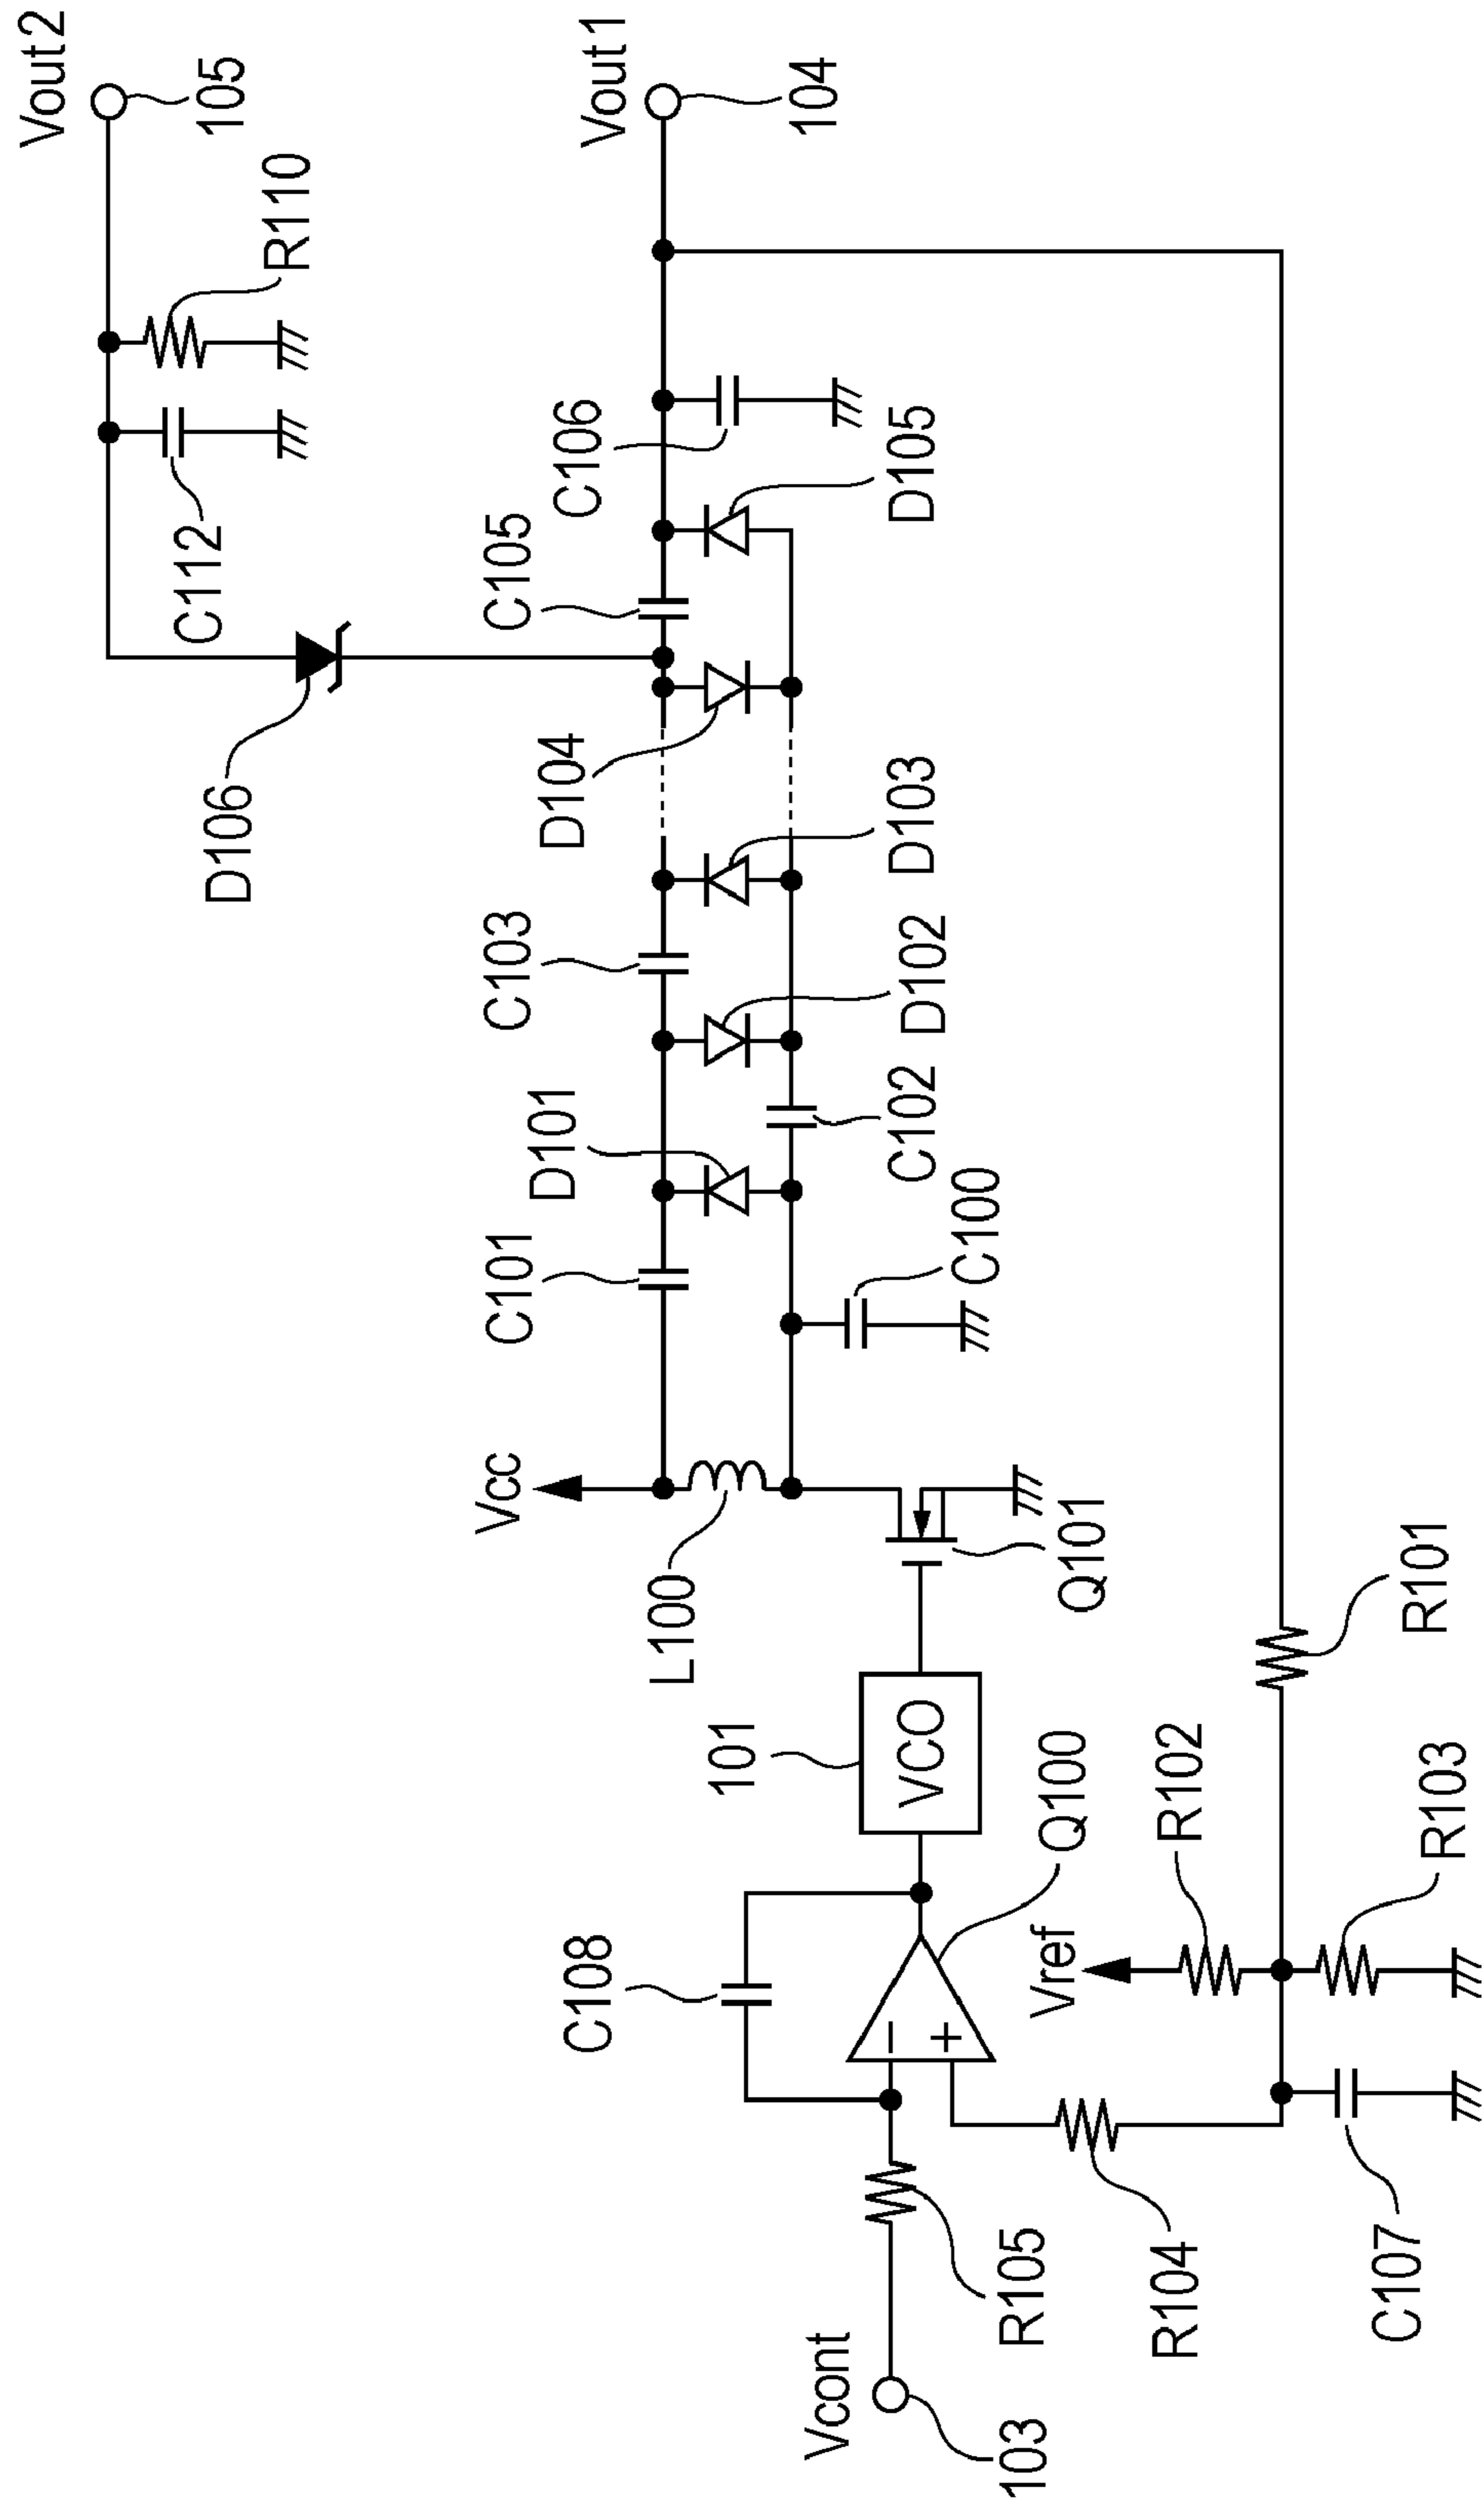 Vout2
105
R110
C112
D106
Vout1
104
C106
C105
D105
D104
D103
C103
D102
D101
C102
C101
C100
Vcc
L100
Q101
101
VCO
Q100
C108
−
+
Vref
R102
R101
R103
R105
R104
C107
Vcont
103